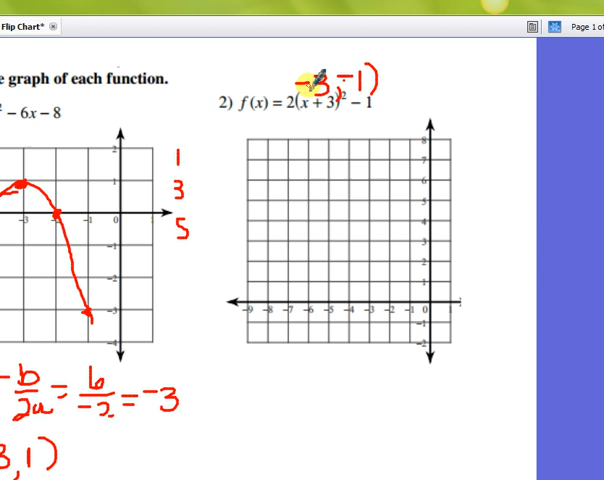 Flip Chart*
Page 1 of
e graph of each function.
² – 6x – 8
-3, -1)
2) f(x) = 2(x + 3)² – 1
1
3
5
2
1
-3 -1 0
-1
-2
-3
-4
8
7
6
5
4
3
2
1
-9 -8 -7 -6 -5 -4 -3 -2 -1 0
-1
-2
-b/2a = 6/-2 = -3
3, 1)